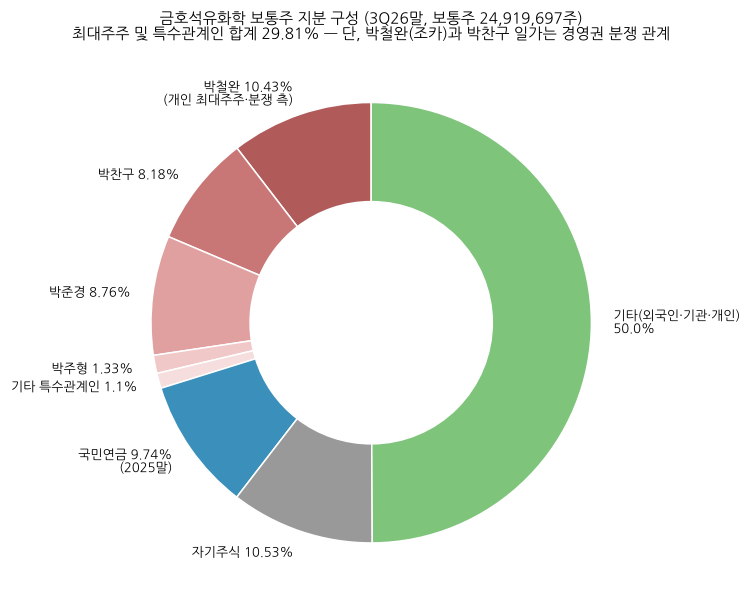 금호석유화학 보통주 지분 구성 (3Q26말, 보통주 24,919,697주)
최대주주 및 특수관계인 합계 29.81% — 단, 박철완(조카)과 박찬구 일가는 경영권 분쟁 관계
박철완 10.43%
(개인 최대주주·분쟁 측)
박찬구 8.18%
박준경 8.76%
박주형 1.33%
기타 특수관계인 1.1%
국민연금 9.74%
(2025말)
자기주식 10.53%
기타(외국인·기관·개인)
50.0%